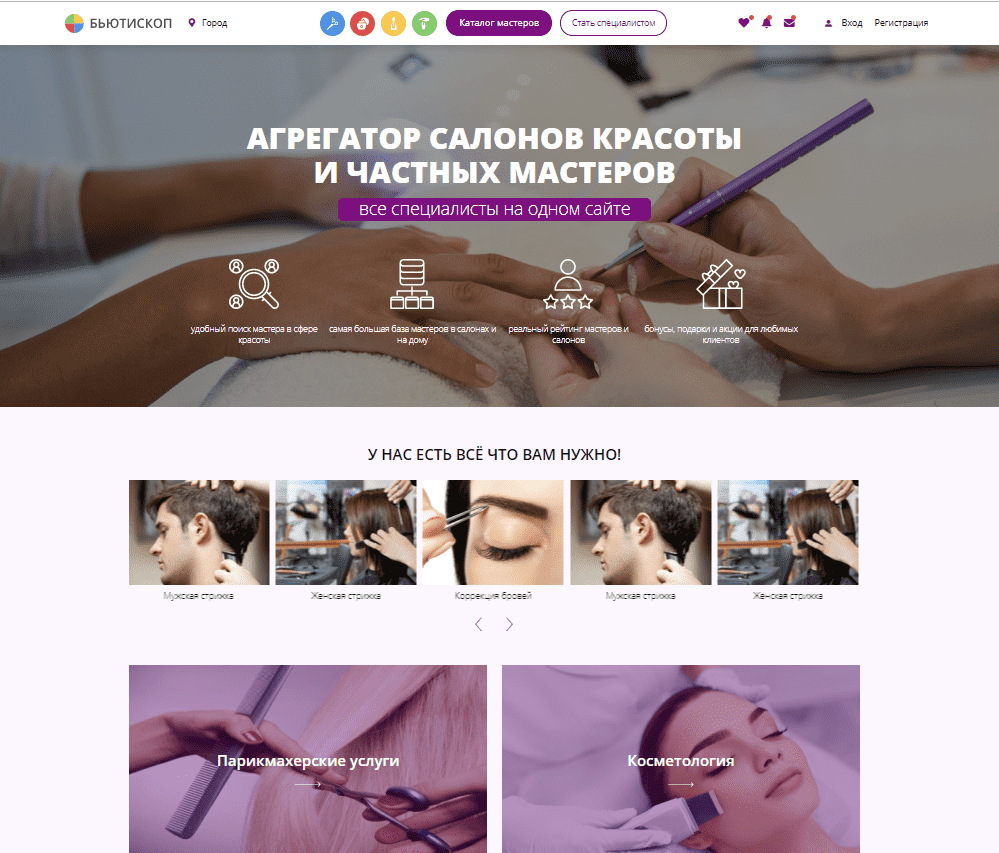 БЬЮТИСКОП
Город
Каталог мастеров
Стать специалистом
Вход
Регистрация
АГРЕГАТОР САЛОНОВ КРАСОТЫ
И ЧАСТНЫХ МАСТЕРОВ
все специалисты на одном сайте
удобный поиск мастера в сфере
красоты
самая большая база мастеров в салонах и
на дому
реальный рейтинг мастеров и
салонов
бонусы, подарки и акции для любимых
клиентов
У НАС ЕСТЬ ВСЁ ЧТО ВАМ НУЖНО!
Мужская стрижка
Женская стрижка
Коррекция бровей
Мужская стрижка
Женская стрижка
Парикмахерские услуги
Косметология